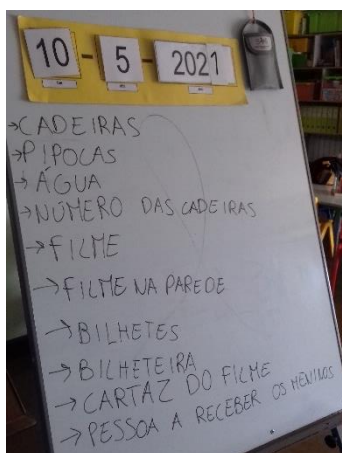 10 - 5 - 2021
→CADEIRAS
→PIPOCAS
→ÁGUA
→NÚMERO DAS CADEIRAS
→FILME
→FILME NA PAREDE
→BILHETES
→BILHETEIRA
→CARTAZ DO FILME
→PESSOA A RECEBER OS MENINOS